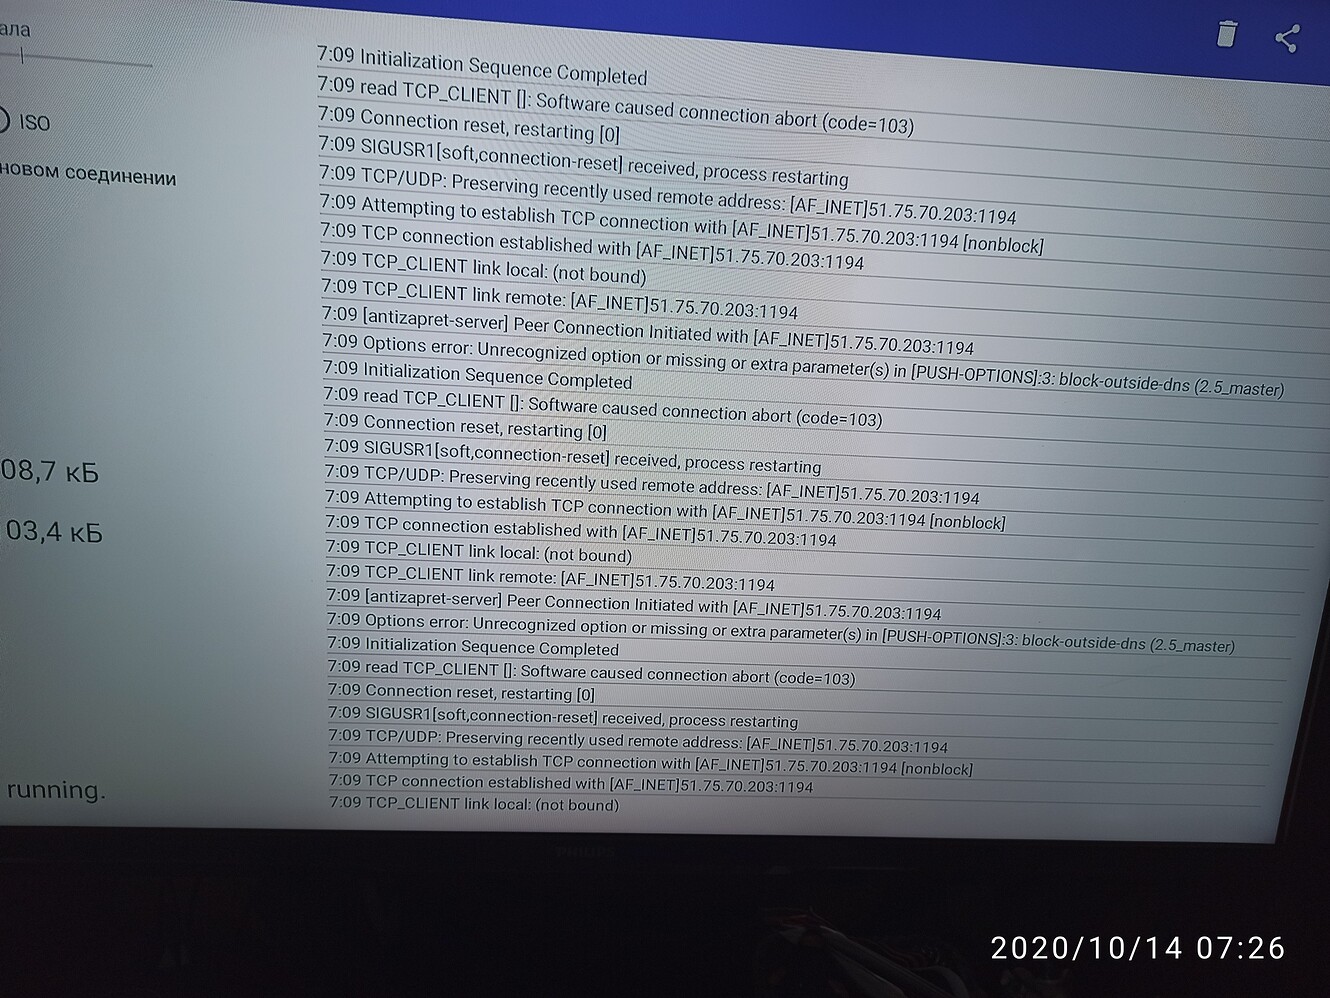 ала
ISO
новом соединении
08,7 кБ
03,4 кБ
running.
7:09 Initialization Sequence Completed
7:09 read TCP_CLIENT []: Software caused connection abort (code=103)
7:09 Connection reset, restarting [0]
7:09 SIGUSR1[soft,connection-reset] received, process restarting
7:09 TCP/UDP: Preserving recently used remote address: [AF_INET]51.75.70.203:1194
7:09 Attempting to establish TCP connection with [AF_INET]51.75.70.203:1194 [nonblock]
7:09 TCP connection established with [AF_INET]51.75.70.203:1194
7:09 TCP_CLIENT link local: (not bound)
7:09 TCP_CLIENT link remote: [AF_INET]51.75.70.203:1194
7:09 [antizapret-server] Peer Connection Initiated with [AF_INET]51.75.70.203:1194
7:09 Options error: Unrecognized option or missing or extra parameter(s) in [PUSH-OPTIONS]:3: block-outside-dns (2.5_master)
7:09 Initialization Sequence Completed
7:09 read TCP_CLIENT []: Software caused connection abort (code=103)
7:09 Connection reset, restarting [0]
7:09 SIGUSR1[soft,connection-reset] received, process restarting
7:09 TCP/UDP: Preserving recently used remote address: [AF_INET]51.75.70.203:1194
7:09 Attempting to establish TCP connection with [AF_INET]51.75.70.203:1194 [nonblock]
7:09 TCP connection established with [AF_INET]51.75.70.203:1194
7:09 TCP_CLIENT link local: (not bound)
7:09 TCP_CLIENT link remote: [AF_INET]51.75.70.203:1194
7:09 [antizapret-server] Peer Connection Initiated with [AF_INET]51.75.70.203:1194
7:09 Options error: Unrecognized option or missing or extra parameter(s) in [PUSH-OPTIONS]:3: block-outside-dns (2.5_master)
7:09 Initialization Sequence Completed
7:09 read TCP_CLIENT []: Software caused connection abort (code=103)
7:09 Connection reset, restarting [0]
7:09 SIGUSR1[soft,connection-reset] received, process restarting
7:09 TCP/UDP: Preserving recently used remote address: [AF_INET]51.75.70.203:1194
7:09 Attempting to establish TCP connection with [AF_INET]51.75.70.203:1194 [nonblock]
7:09 TCP connection established with [AF_INET]51.75.70.203:1194
7:09 TCP_CLIENT link local: (not bound)
PHILIPS
2020/10/14 07:26